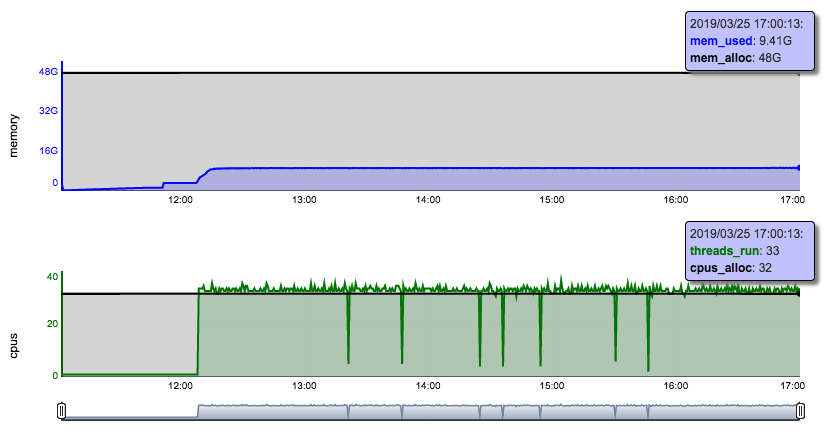 2019/03/25 17:00:13:
mem_used: 9.41G
mem_alloc: 48G
48G
32G
16G
0
memory
12:00 13:00 14:00 15:00 16:00 17:00
2019/03/25 17:00:13:
threads_run: 33
cpus_alloc: 32
40
20
0
cpus
12:00 13:00 14:00 15:00 16:00 17:00